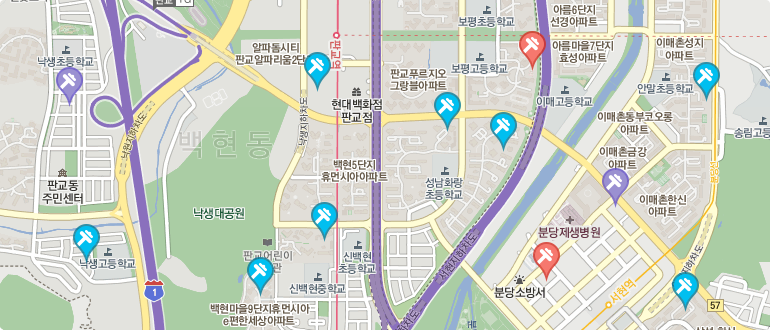 아름6단지
선경아파트
보평초등학교
낙생초등학교
알파돔시티
판교알파리움2단
판교역
판교푸르지오
그랑블아파트
보평고등학교
아름마을7단지
효성아파트
이매촌성지
아파트
안말초등학교
현대백화점
판교점
이매고등학교
이매촌동부코오롱
아파트
송림고등학
낙생지하차도
백현동
백현5단지
휴먼시아아파트
이매촌금강
아파트
판교동
주민센터
성남화랑
초등학교
이매촌한신
아파트
낙생대공원
분당제생병원
판교어린이
신백현
초등학교
낙생고등학교
서현지하차도
신백현중학교
분당소방서
서현역
1
57
백현마을9단지휴먼시아
e편한세상아파트